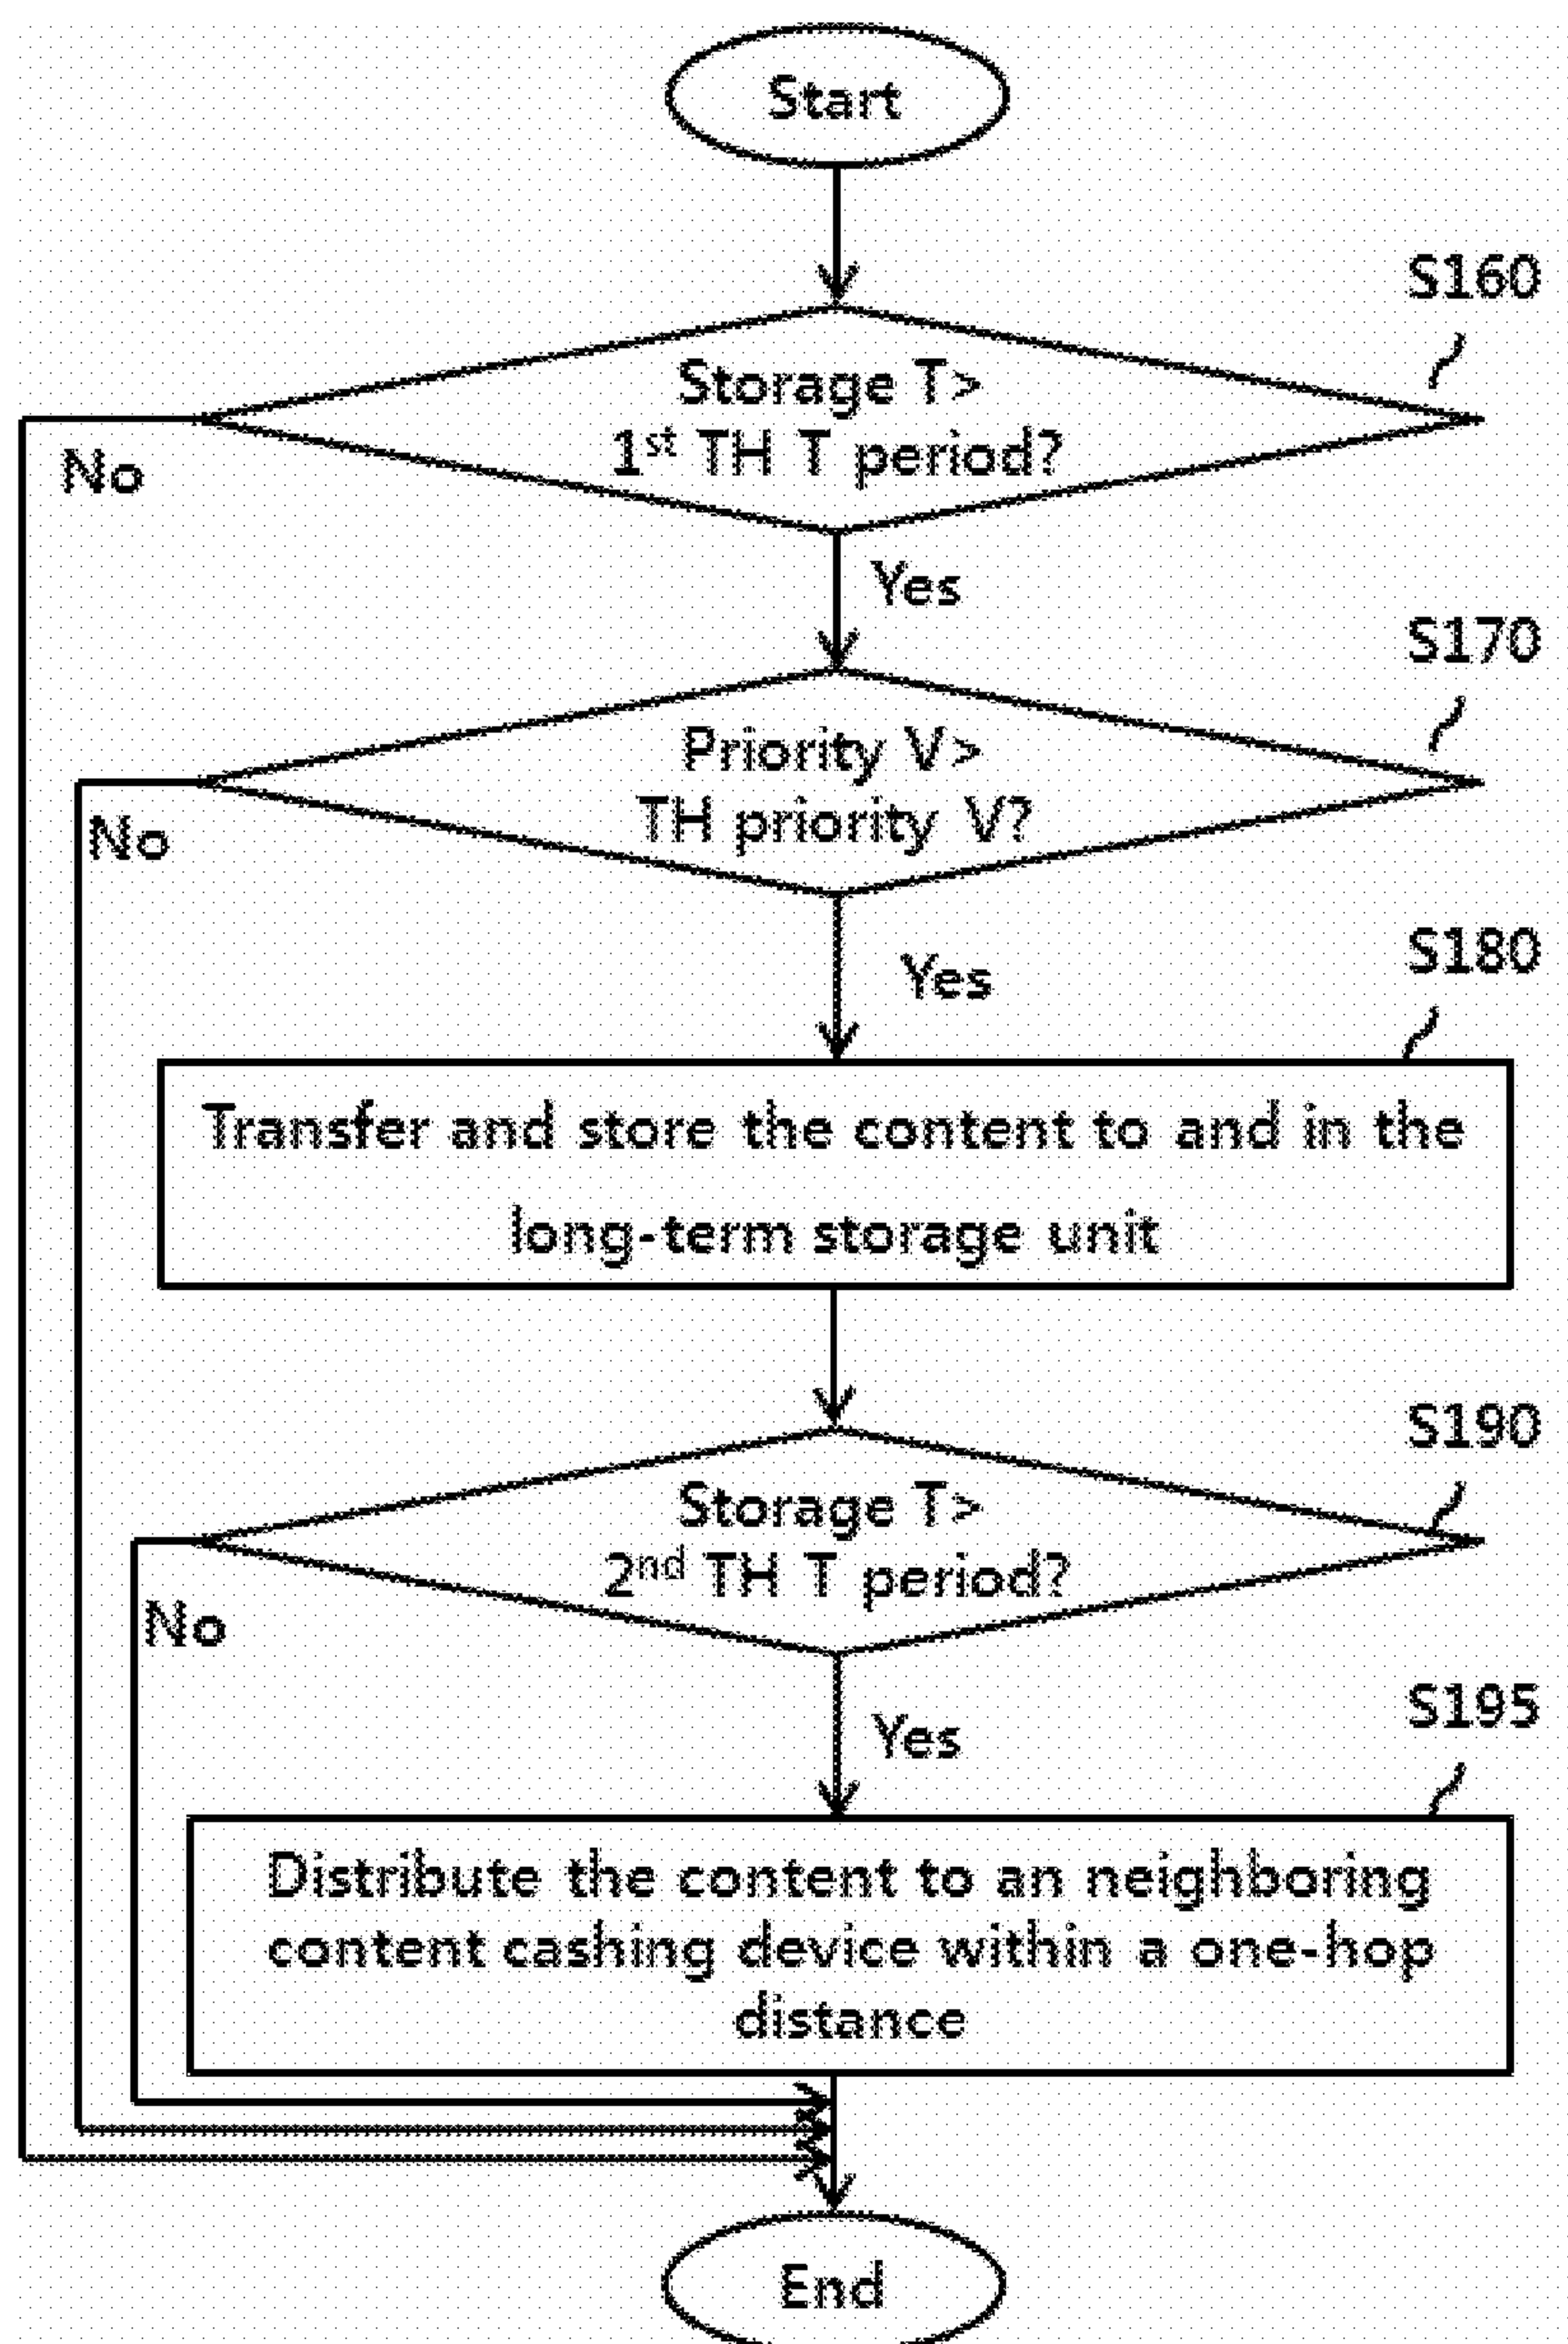 Start
S160
Storage T>
1st TH T period?
No
Yes
S170
Priority V>
TH priority V?
No
Yes
S180
Transfer and store the content to and in the
long-term storage unit
S190
Storage T>
2nd TH T period?
No
Yes
S195
Distribute the content to an neighboring
content cashing device within a one-hop
distance
End